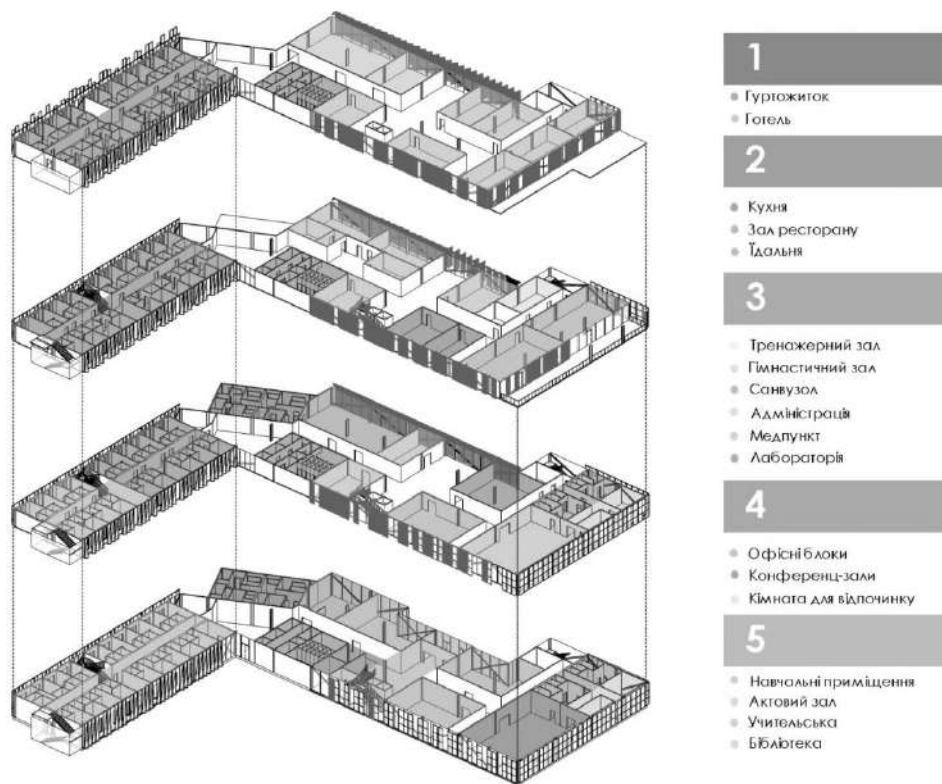 1
Гуртожиток
Готель
2
Кухня
Зал ресторану
Їдальня
3
Тренажерний зал
Гімнастичний зал
Санвузол
Адміністрація
Медпункт
Лабораторія
4
Офісні блоки
Конференц-зали
Кімната для відпочинку
5
Навчальні приміщення
Актовий зал
Учительська
Бібліотека